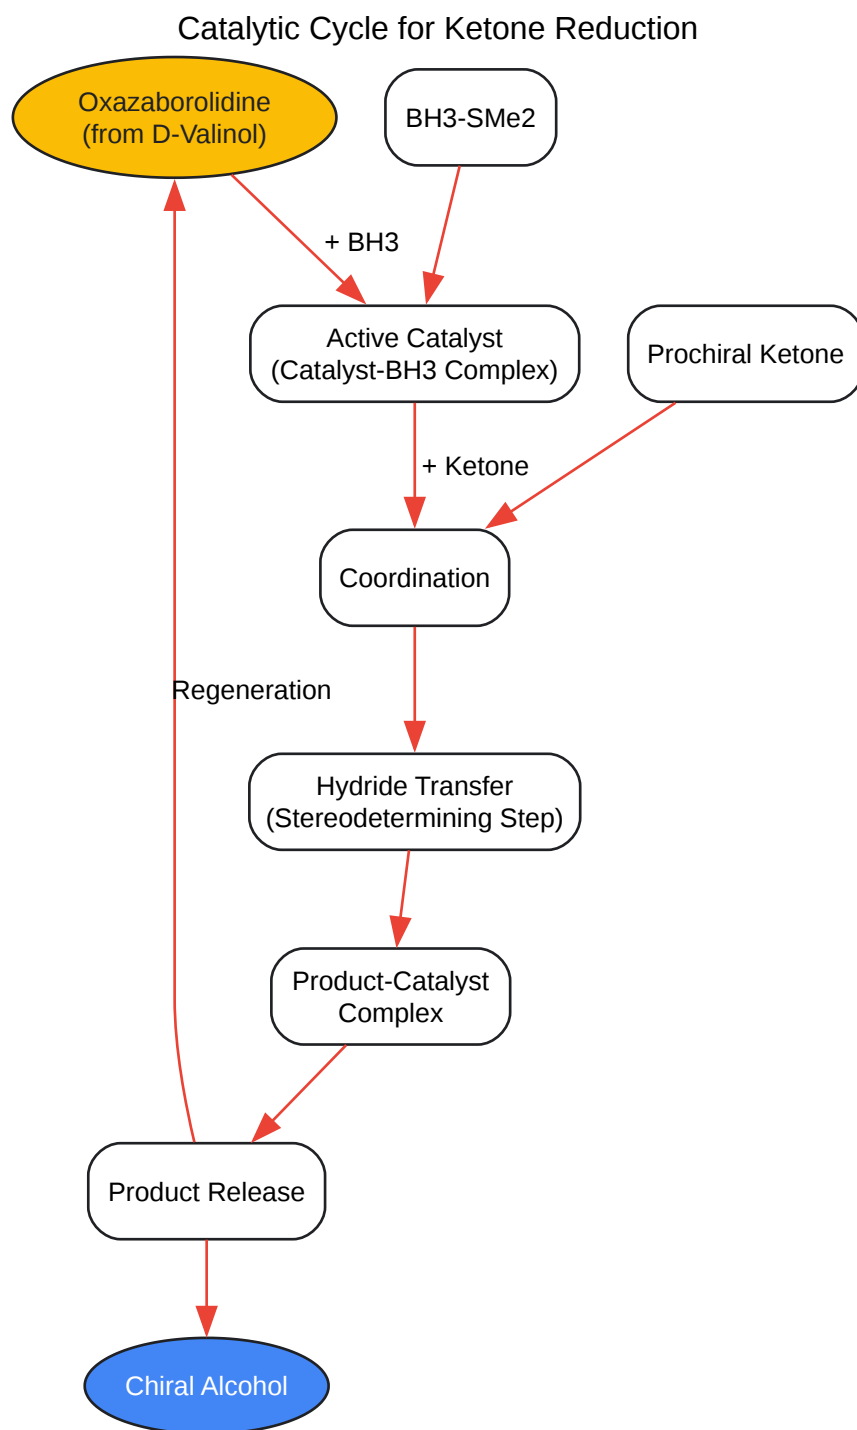 Catalytic Cycle for Ketone Reduction
Oxazaborolidine
(from D-Valinol)
BH3-SMe2
+ BH3
Active Catalyst
(Catalyst-BH3 Complex)
Prochiral Ketone
+ Ketone
Coordination
Regeneration
Hydride Transfer
(Stereodetermining Step)
Product-Catalyst
Complex
Product Release
Chiral Alcohol